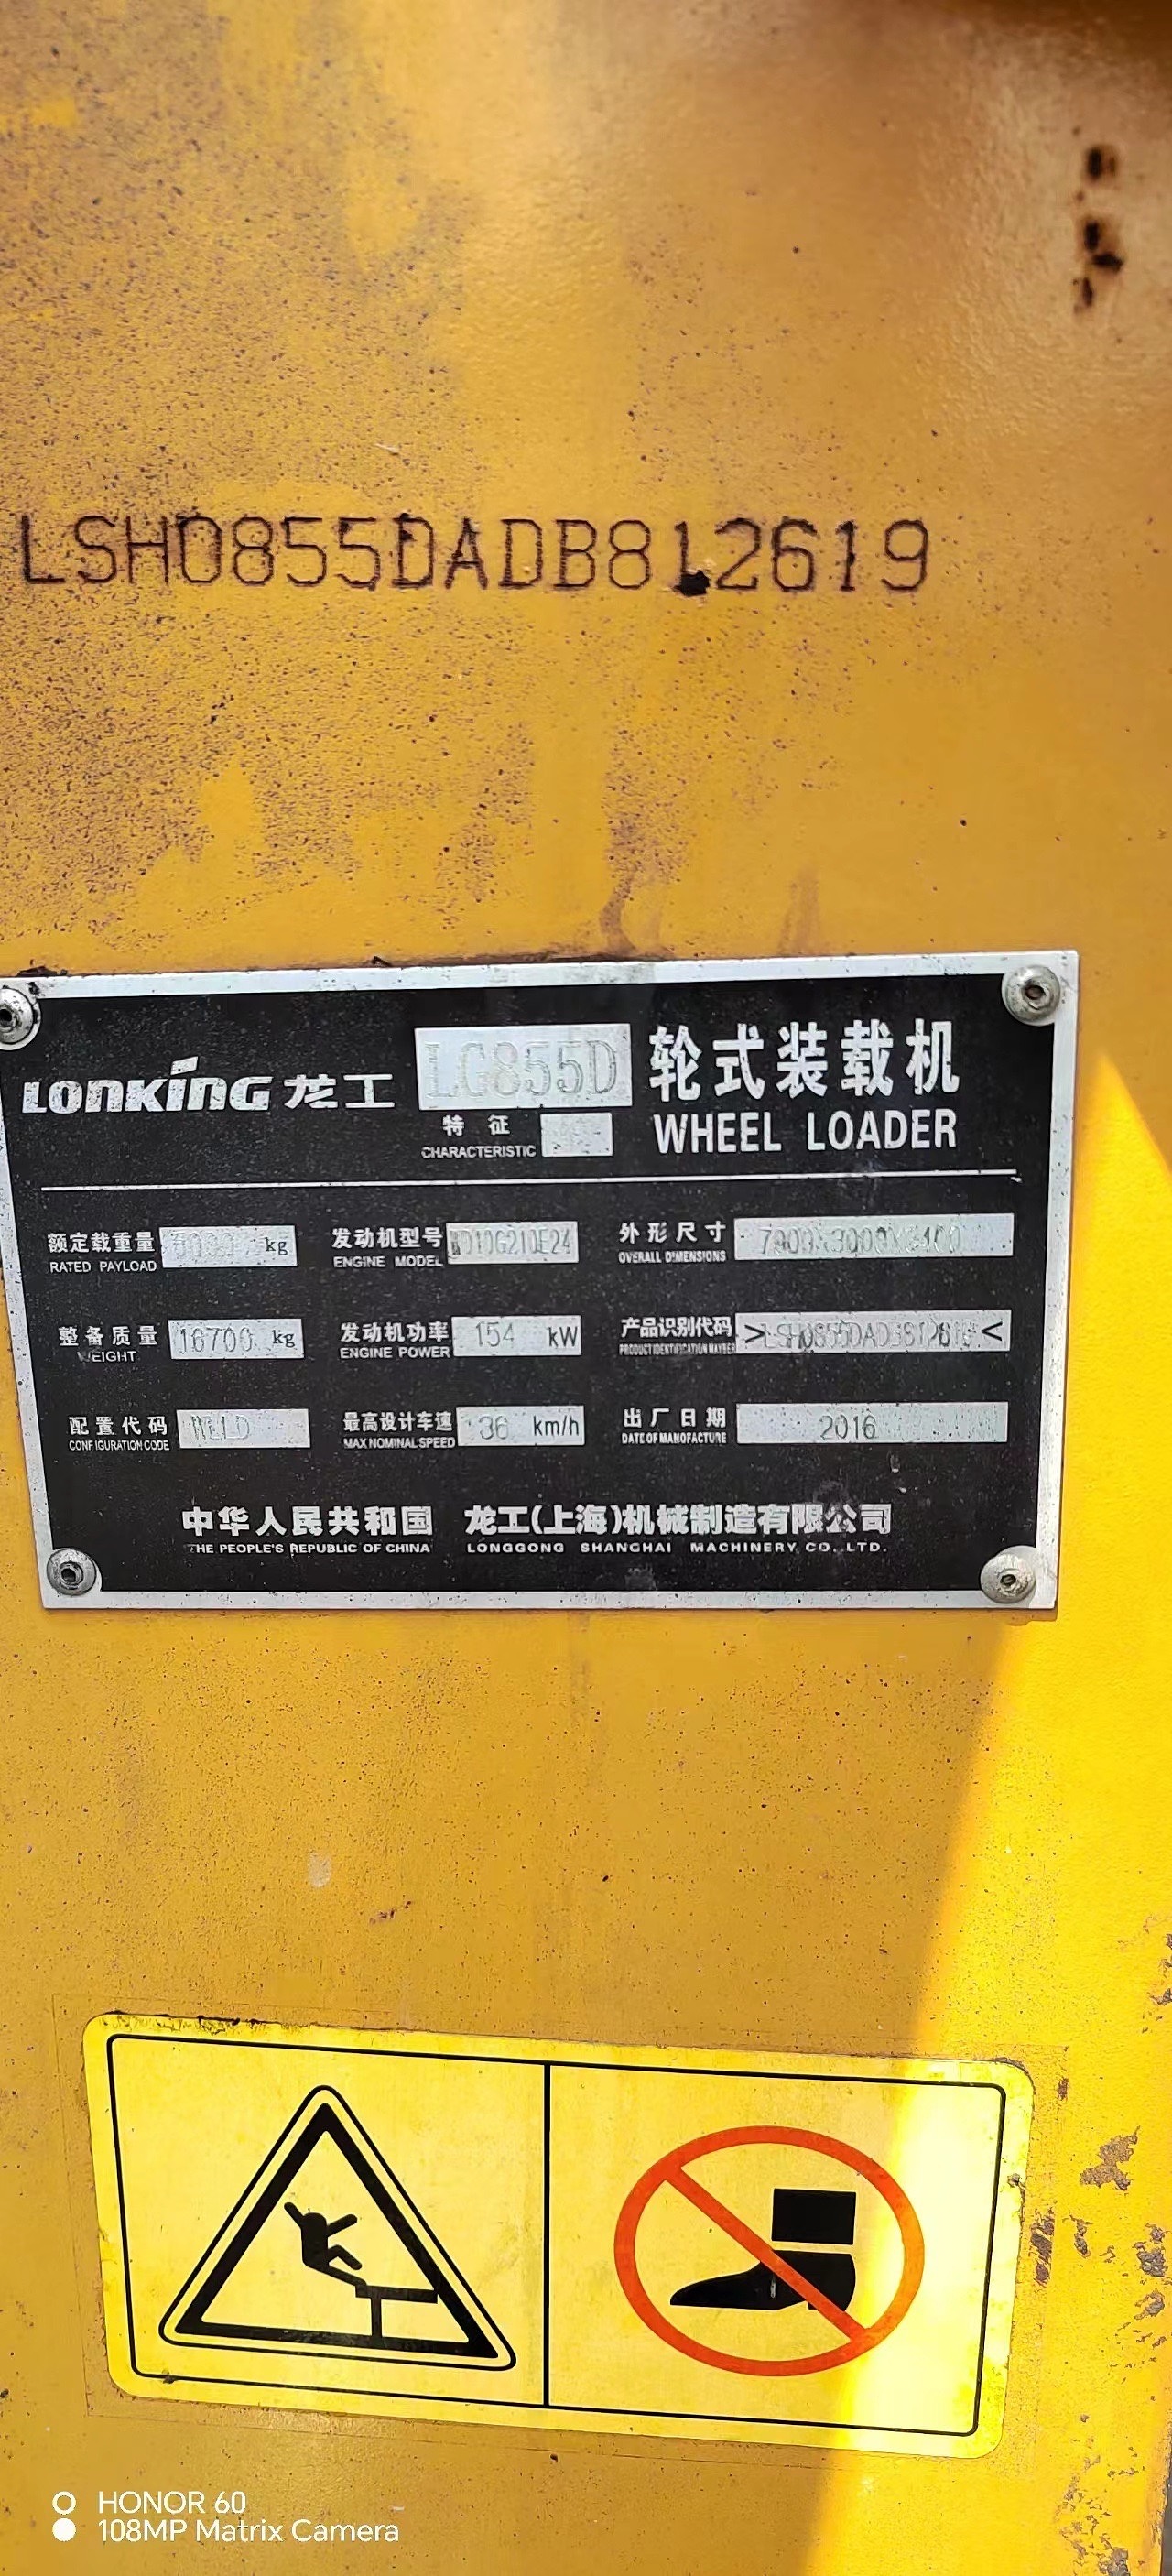 LSH0855DADB812619
LONKING 龙工 LG855D 轮式装载机
特征
CHARACTERISTIC
WHEEL LOADER
额定载重量 kg 发动机型号 WD10G210E24 外形尺寸
RATED PAYLOAD ENGINE MODEL OVERALL DIMENSIONS
整备质量 16700 kg 发动机功率 154 kW 产品识别代码 > <
WEIGHT ENGINE POWER PRODUCT IDENTIFICATION
配置代码 最高设计车速 36 km/h 出厂日期 2016
CONFIGURATION CODE MAX NOMINAL SPEED DATE OF MANOFACTURE
中华人民共和国 龙工(上海)机械制造有限公司
THE PEOPLE'S REPUBLIC OF CHINA LONGGONG SHANGHAI MACHINERY CO. LTD.
HONOR 60
108MP Matrix Camera